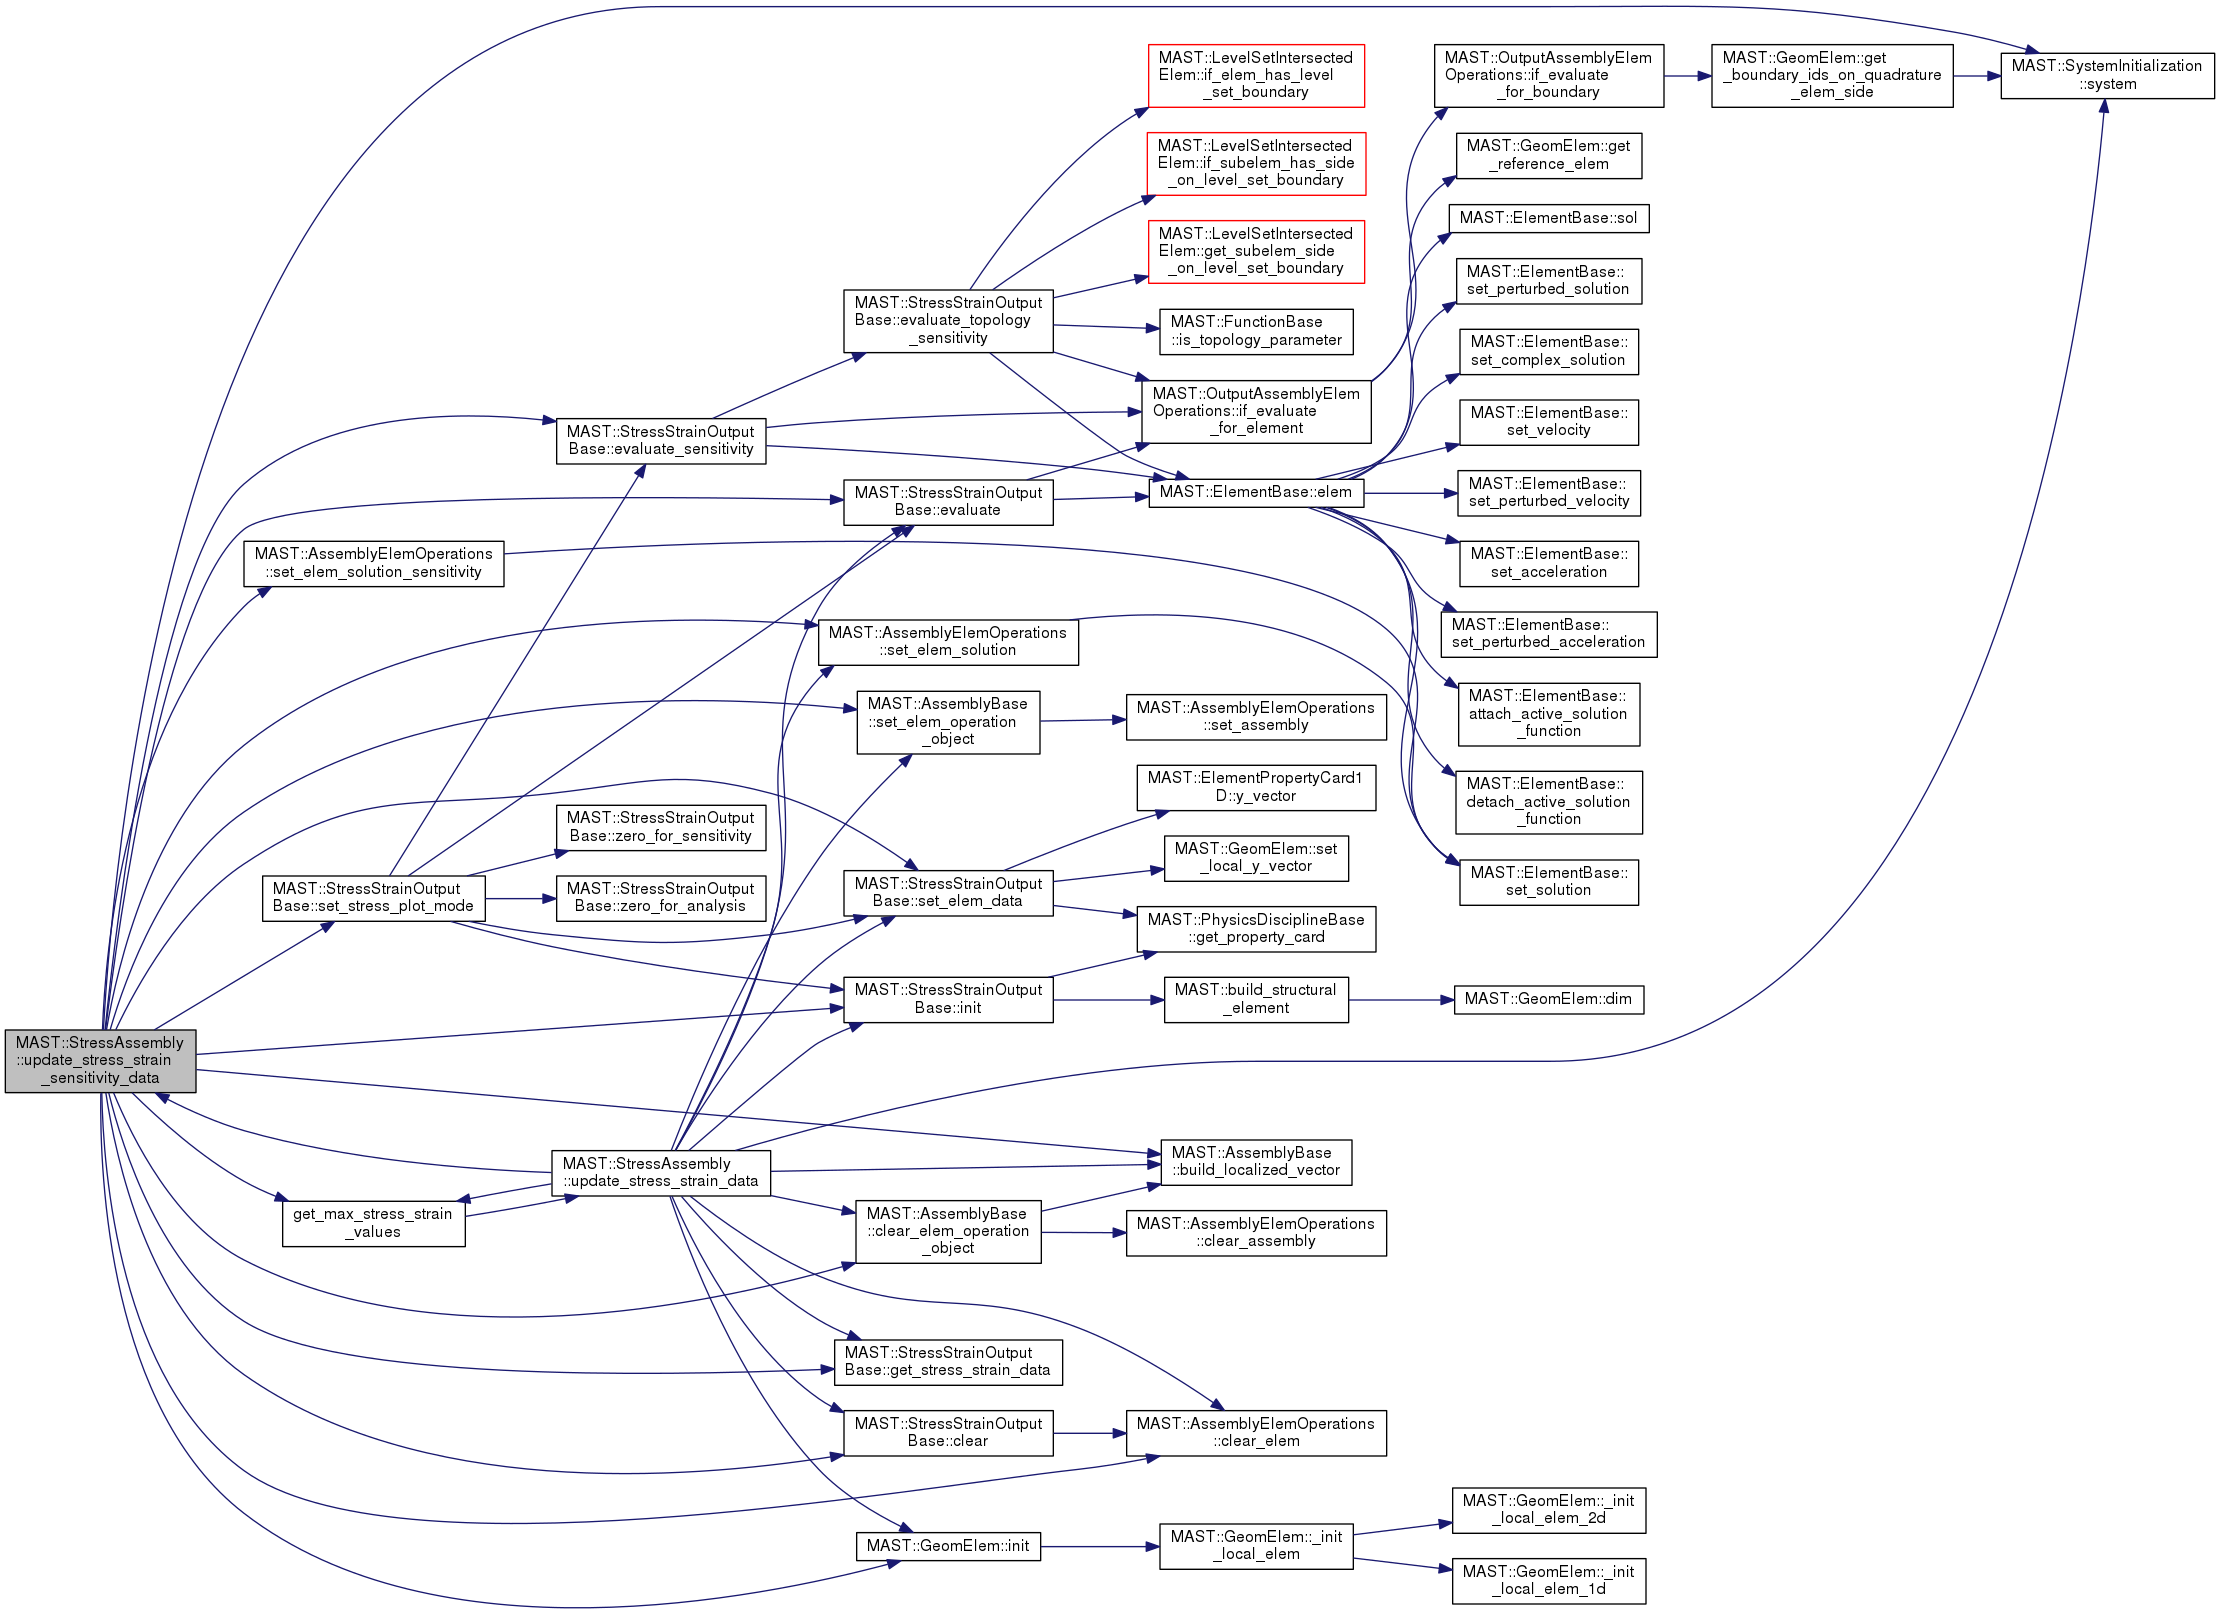 MAST::StressAssembly
::update_stress_strain
_sensitivity_data
MAST::SystemInitialization
::system
MAST::StressStrainOutput
Base::evaluate_sensitivity
MAST::StressStrainOutput
Base::evaluate_topology
_sensitivity
MAST::LevelSetIntersected
Elem::if_elem_has_level
_set_boundary
MAST::LevelSetIntersected
Elem::if_subelem_has_side
_on_level_set_boundary
MAST::LevelSetIntersected
Elem::get_subelem_side
_on_level_set_boundary
MAST::FunctionBase
::is_topology_parameter
MAST::OutputAssemblyElem
Operations::if_evaluate
_for_element
MAST::OutputAssemblyElem
Operations::if_evaluate
_for_boundary
MAST::GeomElem::get
_boundary_ids_on_quadrature
_elem_side
MAST::GeomElem::get
_reference_elem
MAST::ElementBase::elem
MAST::ElementBase::sol
MAST::ElementBase::
set_perturbed_solution
MAST::ElementBase::
set_complex_solution
MAST::ElementBase::
set_velocity
MAST::ElementBase::
set_perturbed_velocity
MAST::ElementBase::
set_acceleration
MAST::ElementBase::
set_perturbed_acceleration
MAST::ElementBase::
attach_active_solution
_function
MAST::ElementBase::
detach_active_solution
_function
MAST::ElementBase::
set_solution
MAST::StressStrainOutput
Base::evaluate
MAST::AssemblyElemOperations
::set_elem_solution_sensitivity
MAST::AssemblyElemOperations
::set_elem_solution
MAST::AssemblyBase
::set_elem_operation
_object
MAST::AssemblyElemOperations
::set_assembly
MAST::StressStrainOutput
Base::set_stress_plot_mode
MAST::StressStrainOutput
Base::zero_for_sensitivity
MAST::StressStrainOutput
Base::zero_for_analysis
MAST::StressStrainOutput
Base::set_elem_data
MAST::ElementPropertyCard1
D::y_vector
MAST::GeomElem::set
_local_y_vector
MAST::PhysicsDisciplineBase
::get_property_card
MAST::StressStrainOutput
Base::init
MAST::build_structural
_element
MAST::GeomElem::dim
MAST::AssemblyBase
::build_localized_vector
MAST::StressAssembly
::update_stress_strain_data
get_max_stress_strain
_values
MAST::AssemblyBase
::clear_elem_operation
_object
MAST::AssemblyElemOperations
::clear_assembly
MAST::StressStrainOutput
Base::get_stress_strain_data
MAST::StressStrainOutput
Base::clear
MAST::AssemblyElemOperations
::clear_elem
MAST::GeomElem::init
MAST::GeomElem::_init
_local_elem
MAST::GeomElem::_init
_local_elem_2d
MAST::GeomElem::_init
_local_elem_1d